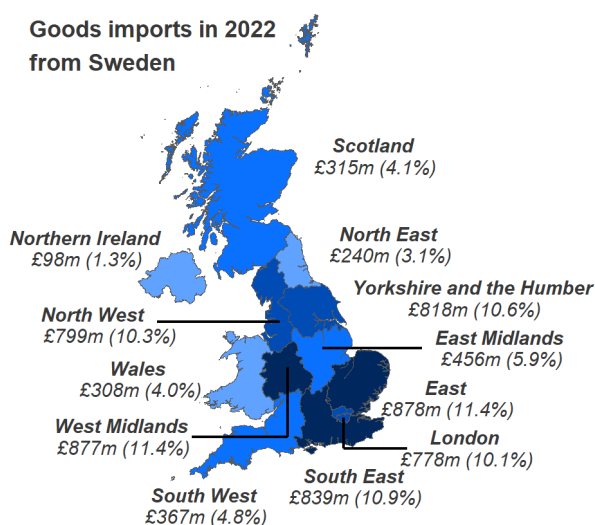 Goods imports in 2022
from Sweden
Scotland
£315m (4.1%)
Northern Ireland
£98m (1.3%)
North East
£240m (3.1%)
Yorkshire and the Humber
£818m (10.6%)
North West
£799m (10.3%)
East Midlands
£456m (5.9%)
Wales
£308m (4.0%)
East
£878m (11.4%)
West Midlands
£877m (11.4%)
London
£778m (10.1%)
South East
£839m (10.9%)
South West
£367m (4.8%)